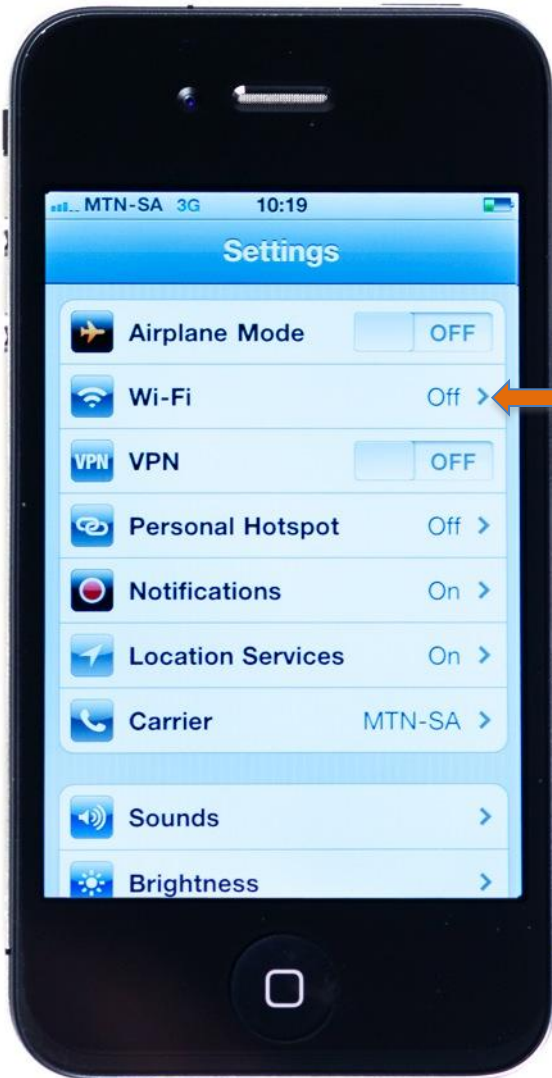 MTN-SA 3G 10:19
Settings
Airplane Mode OFF
Wi-Fi Off
VPN VPN OFF
Personal Hotspot Off
Notifications On
Location Services On
Carrier MTN-SA
Sounds
Brightness